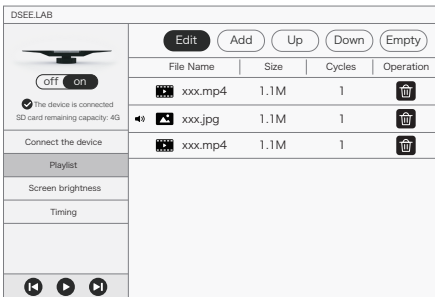 DSEE.LAB
off on
The device is connected
SD card remaining capacity: 4G
Connect the device
Playlist
Screen brightness
Timing
Edit Add Up Down Empty
File Name Size Cycles Operation
xxx.mp4 1.1M 1
xxx.jpg 1.1M 1
xxx.mp4 1.1M 1